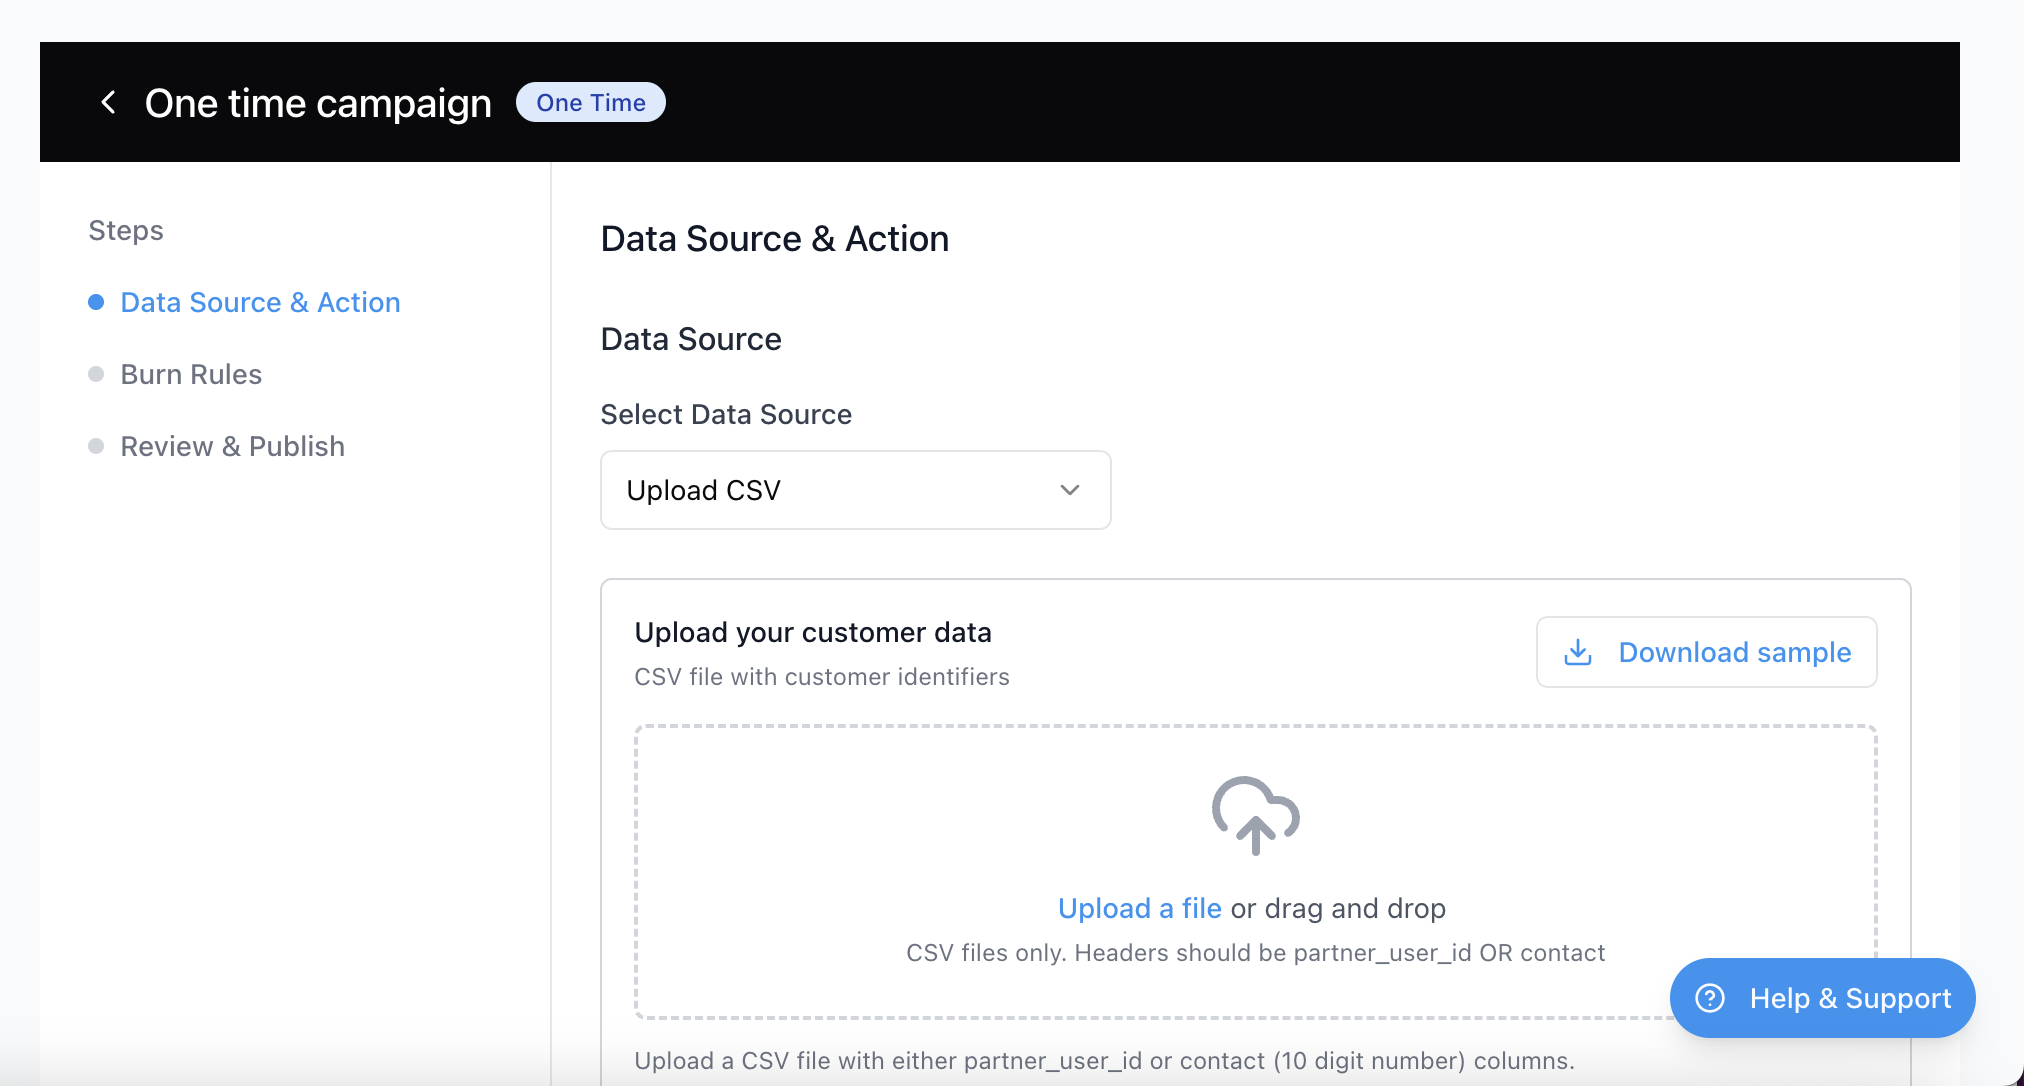 One time campaign
One Time
Steps
Data Source & Action
Burn Rules
Review & Publish
Data Source & Action
Data Source
Select Data Source
Upload CSV
Upload your customer data
CSV file with customer identifiers
Download sample
Upload a file or drag and drop
CSV files only. Headers should be partner_user_id OR contact
Help & Support
Upload a CSV file with either partner_user_id or contact (10 digit number) columns.